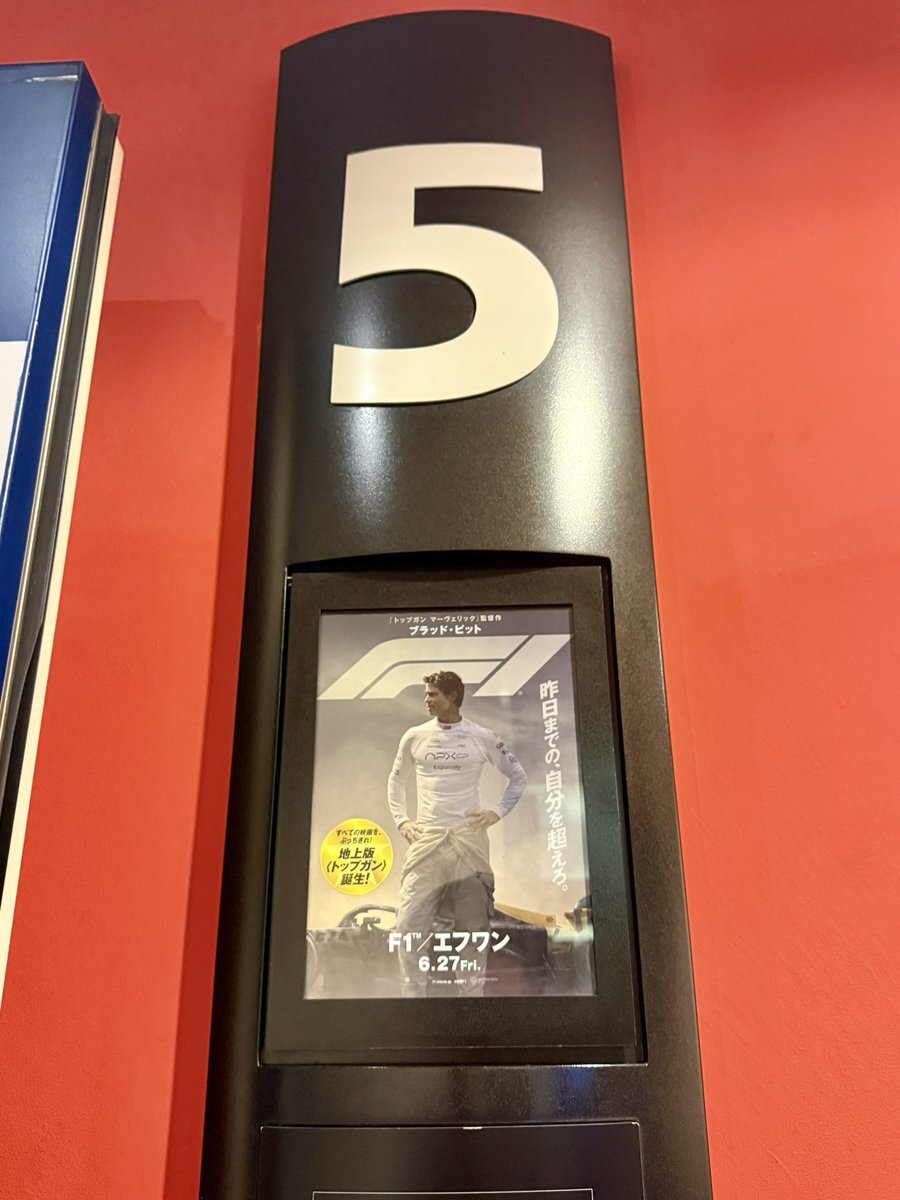 5
「トップガン マーヴェリック」監督作
ブラッド・ピット
F1
昨日までの、自分を超えろ。
APXGP
Expensify
すべての映画を、
ぶっちぎれ!
地上版
〈トップガン〉
誕生!
F1™/エフワン
6.27Fri.